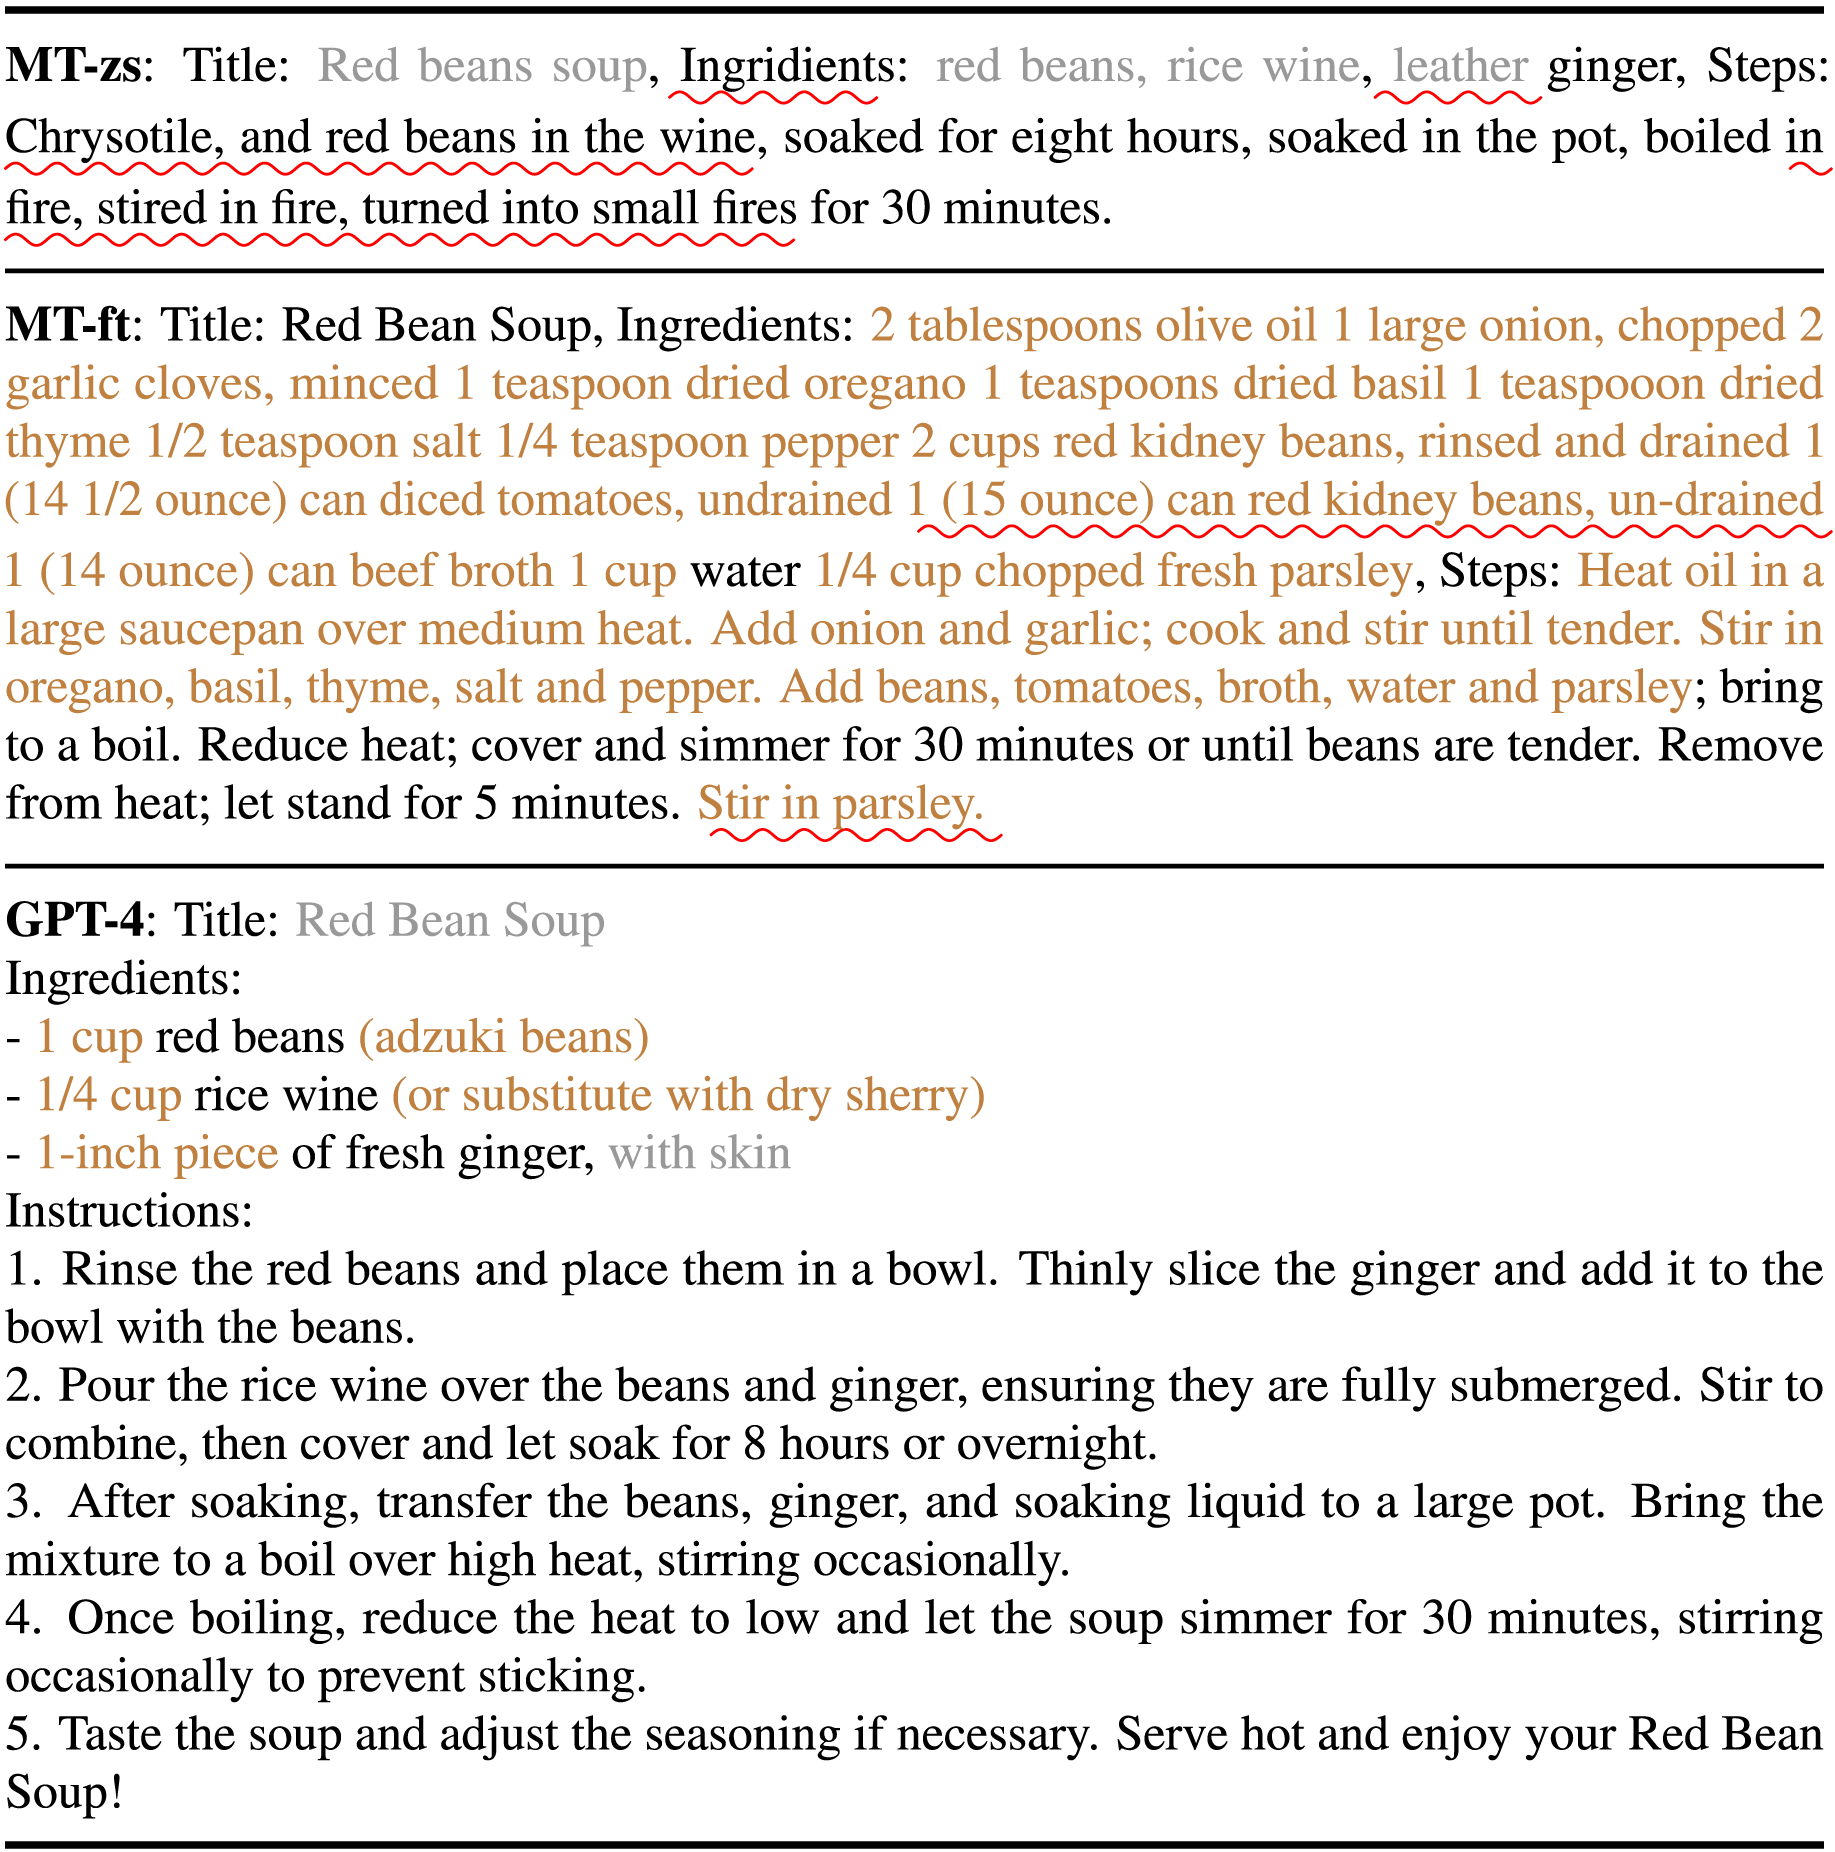 MT-zs: Title: Red beans soup, Ingridients: red beans, rice wine, leather ginger, Steps:
Chrysotile, and red beans in the wine, soaked for eight hours, soaked in the pot, boiled in
fire, stired in fire, turned into small fires for 30 minutes.
MT-ft: Title: Red Bean Soup, Ingredients: 2 tablespoons olive oil 1 large onion, chopped 2
garlic cloves, minced 1 teaspoon dried oregano 1 teaspoons dried basil 1 teaspooon dried
thyme 1/2 teaspoon salt 1/4 teaspoon pepper 2 cups red kidney beans, rinsed and drained 1
(14 1/2 ounce) can diced tomatoes, undrained 1 (15 ounce) can red kidney beans, un-drained
1 (14 ounce) can beef broth 1 cup water 1/4 cup chopped fresh parsley, Steps: Heat oil in a
large saucepan over medium heat. Add onion and garlic; cook and stir until tender. Stir in
oregano, basil, thyme, salt and pepper. Add beans, tomatoes, broth, water and parsley; bring
to a boil. Reduce heat; cover and simmer for 30 minutes or until beans are tender. Remove
from heat; let stand for 5 minutes. Stir in parsley.
GPT-4: Title: Red Bean Soup
Ingredients:
- 1 cup red beans (adzuki beans)
- 1/4 cup rice wine (or substitute with dry sherry)
- 1-inch piece of fresh ginger, with skin
Instructions:
1. Rinse the red beans and place them in a bowl. Thinly slice the ginger and add it to the
bowl with the beans.
2. Pour the rice wine over the beans and ginger, ensuring they are fully submerged. Stir to
combine, then cover and let soak for 8 hours or overnight.
3. After soaking, transfer the beans, ginger, and soaking liquid to a large pot. Bring the
mixture to a boil over high heat, stirring occasionally.
4. Once boiling, reduce the heat to low and let the soup simmer for 30 minutes, stirring
occasionally to prevent sticking.
5. Taste the soup and adjust the seasoning if necessary. Serve hot and enjoy your Red Bean
Soup!